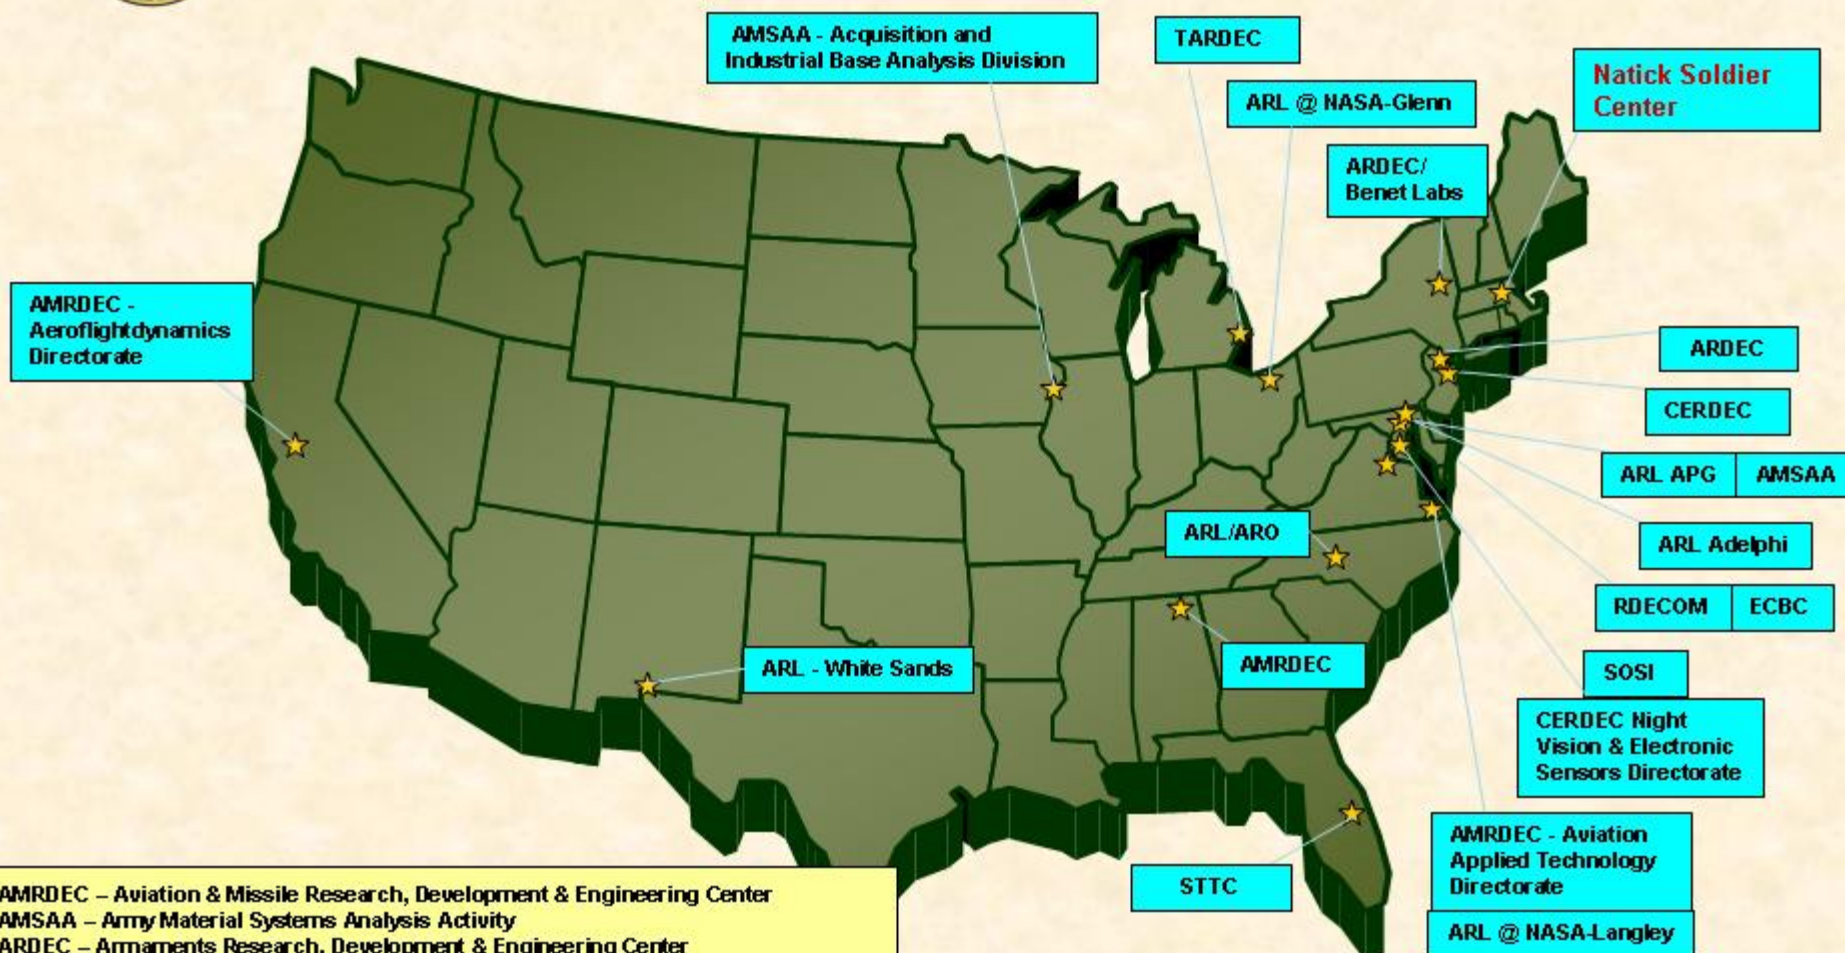 AMSAA - Acquisition and
Industrial Base Analysis Division
TARDEC
ARL @ NASA-Glenn
Natick Soldier
Center
ARDEC/
Benet Labs
AMRDEC -
Aeroflightdynamics
Directorate
ARDEC
CERDEC
ARL APG
AMSAA
ARL/ARO
ARL Adelphi
RDECOM
ECBC
ARL - White Sands
AMRDEC
SOSI
CERDEC Night
Vision & Electronic
Sensors Directorate
STTC
AMRDEC - Aviation
Applied Technology
Directorate
ARL @ NASA-Langley
AMRDEC – Aviation & Missile Research, Development & Engineering Center
AMSAA – Army Material Systems Analysis Activity
ARDEC – Armaments Research, Development & Engineering Center